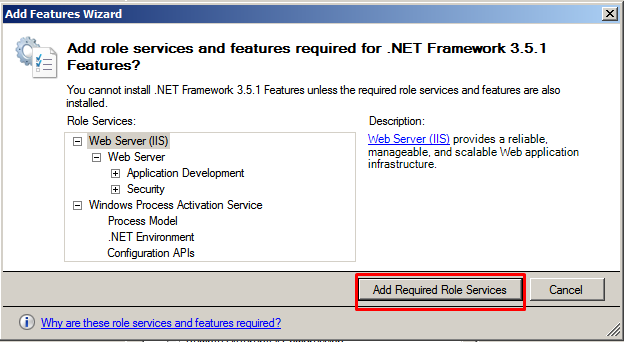 Add Features Wizard
Add role services and features required for .NET Framework 3.5.1
Features?
You cannot install .NET Framework 3.5.1 Features unless the required role services and features are also
installed.
Role Services:
Web Server (IIS)
Web Server
Application Development
Security
Windows Process Activation Service
Process Model
.NET Environment
Configuration APIs
Description:
Web Server (IIS) provides a reliable,
manageable, and scalable Web application
infrastructure.
Add Required Role Services
Cancel
Why are these role services and features required?